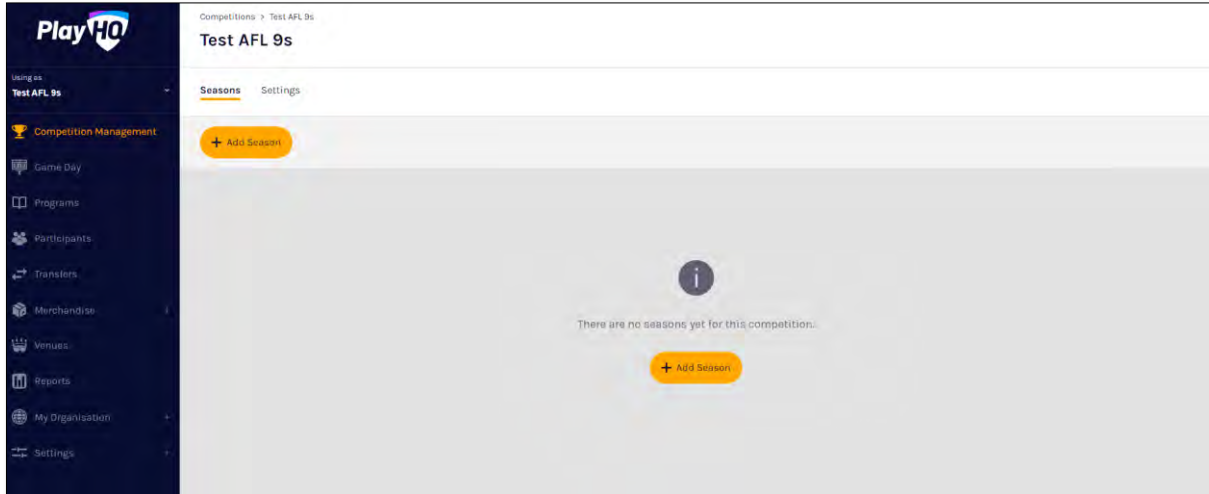 PlayHQ
Using as
Test AFL 9s
Competition Management
Game Day
Programs
Participants
Transfers
Merchandise +
Venues
Reports
My Organisation +
Settings +
Competitions > Test AFL 9s
Test AFL 9s
Seasons Settings
+ Add Season
i
There are no seasons yet for this competition.
+ Add Season